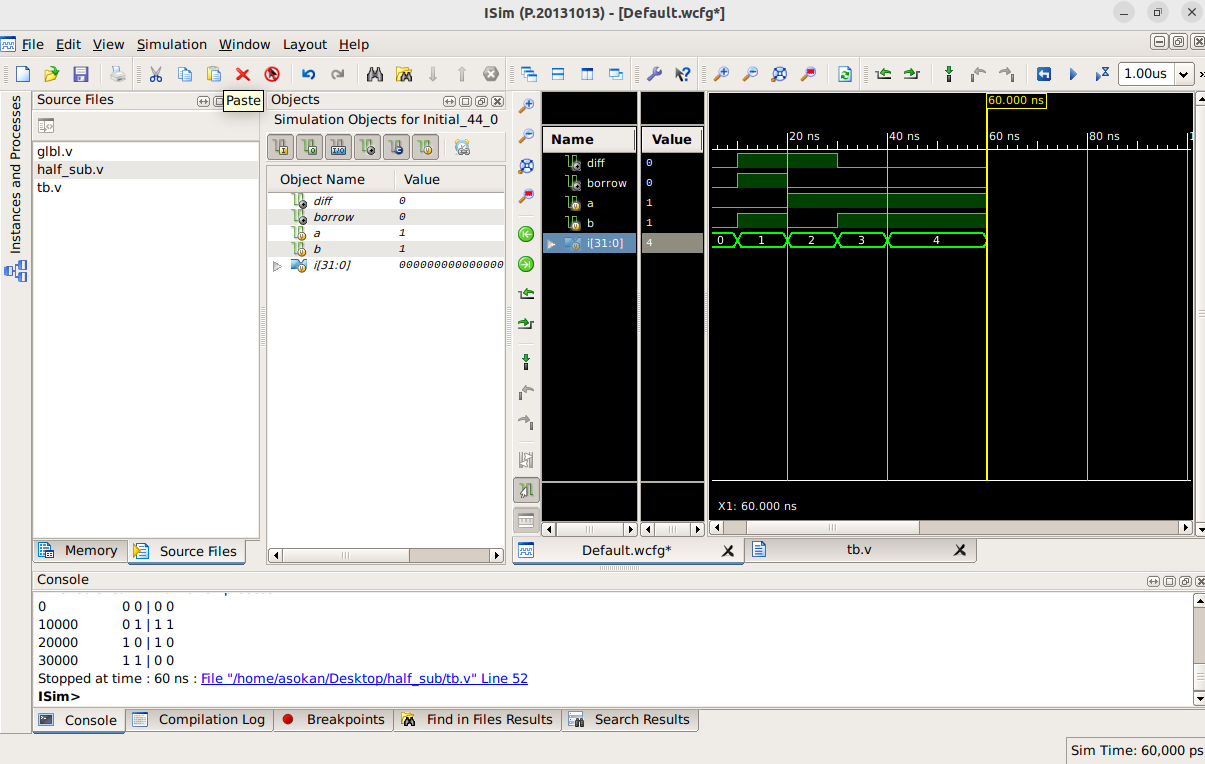 ISim (P.20131013) - [Default.wcfg*]
File Edit View Simulation Window Layout Help
1.00us
Instances and Processes
Source Files
Paste
glbl.v
half_sub.v
tb.v
Memory Source Files
Objects
Simulation Objects for Initial_44_0
Object Name Value
diff 0
borrow 0
a 1
b 1
i[31:0] 000000000000000
Name Value
diff 0
borrow 0
a 1
b 1
i[31:0] 4
60.000 ns
20 ns 40 ns 60 ns 80 ns 1
0 1 2 3 4
X1: 60.000 ns
Default.wcfg* tb.v
Console
0 0 0 | 0 0
10000 0 1 | 1 1
20000 1 0 | 1 0
30000 1 1 | 0 0
Stopped at time : 60 ns : File "/home/asokan/Desktop/half_sub/tb.v" Line 52
ISim>
Console Compilation Log Breakpoints Find in Files Results Search Results
Sim Time: 60,000 ps